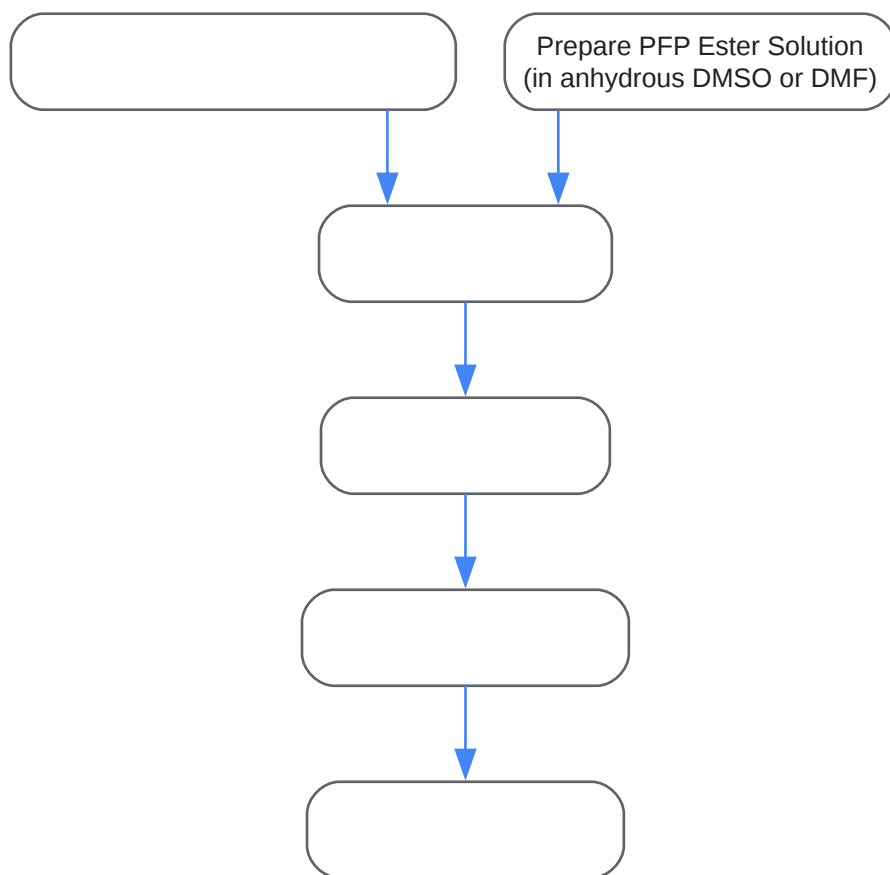 Prepare PFP Ester Solution
(in anhydrous DMSO or DMF)